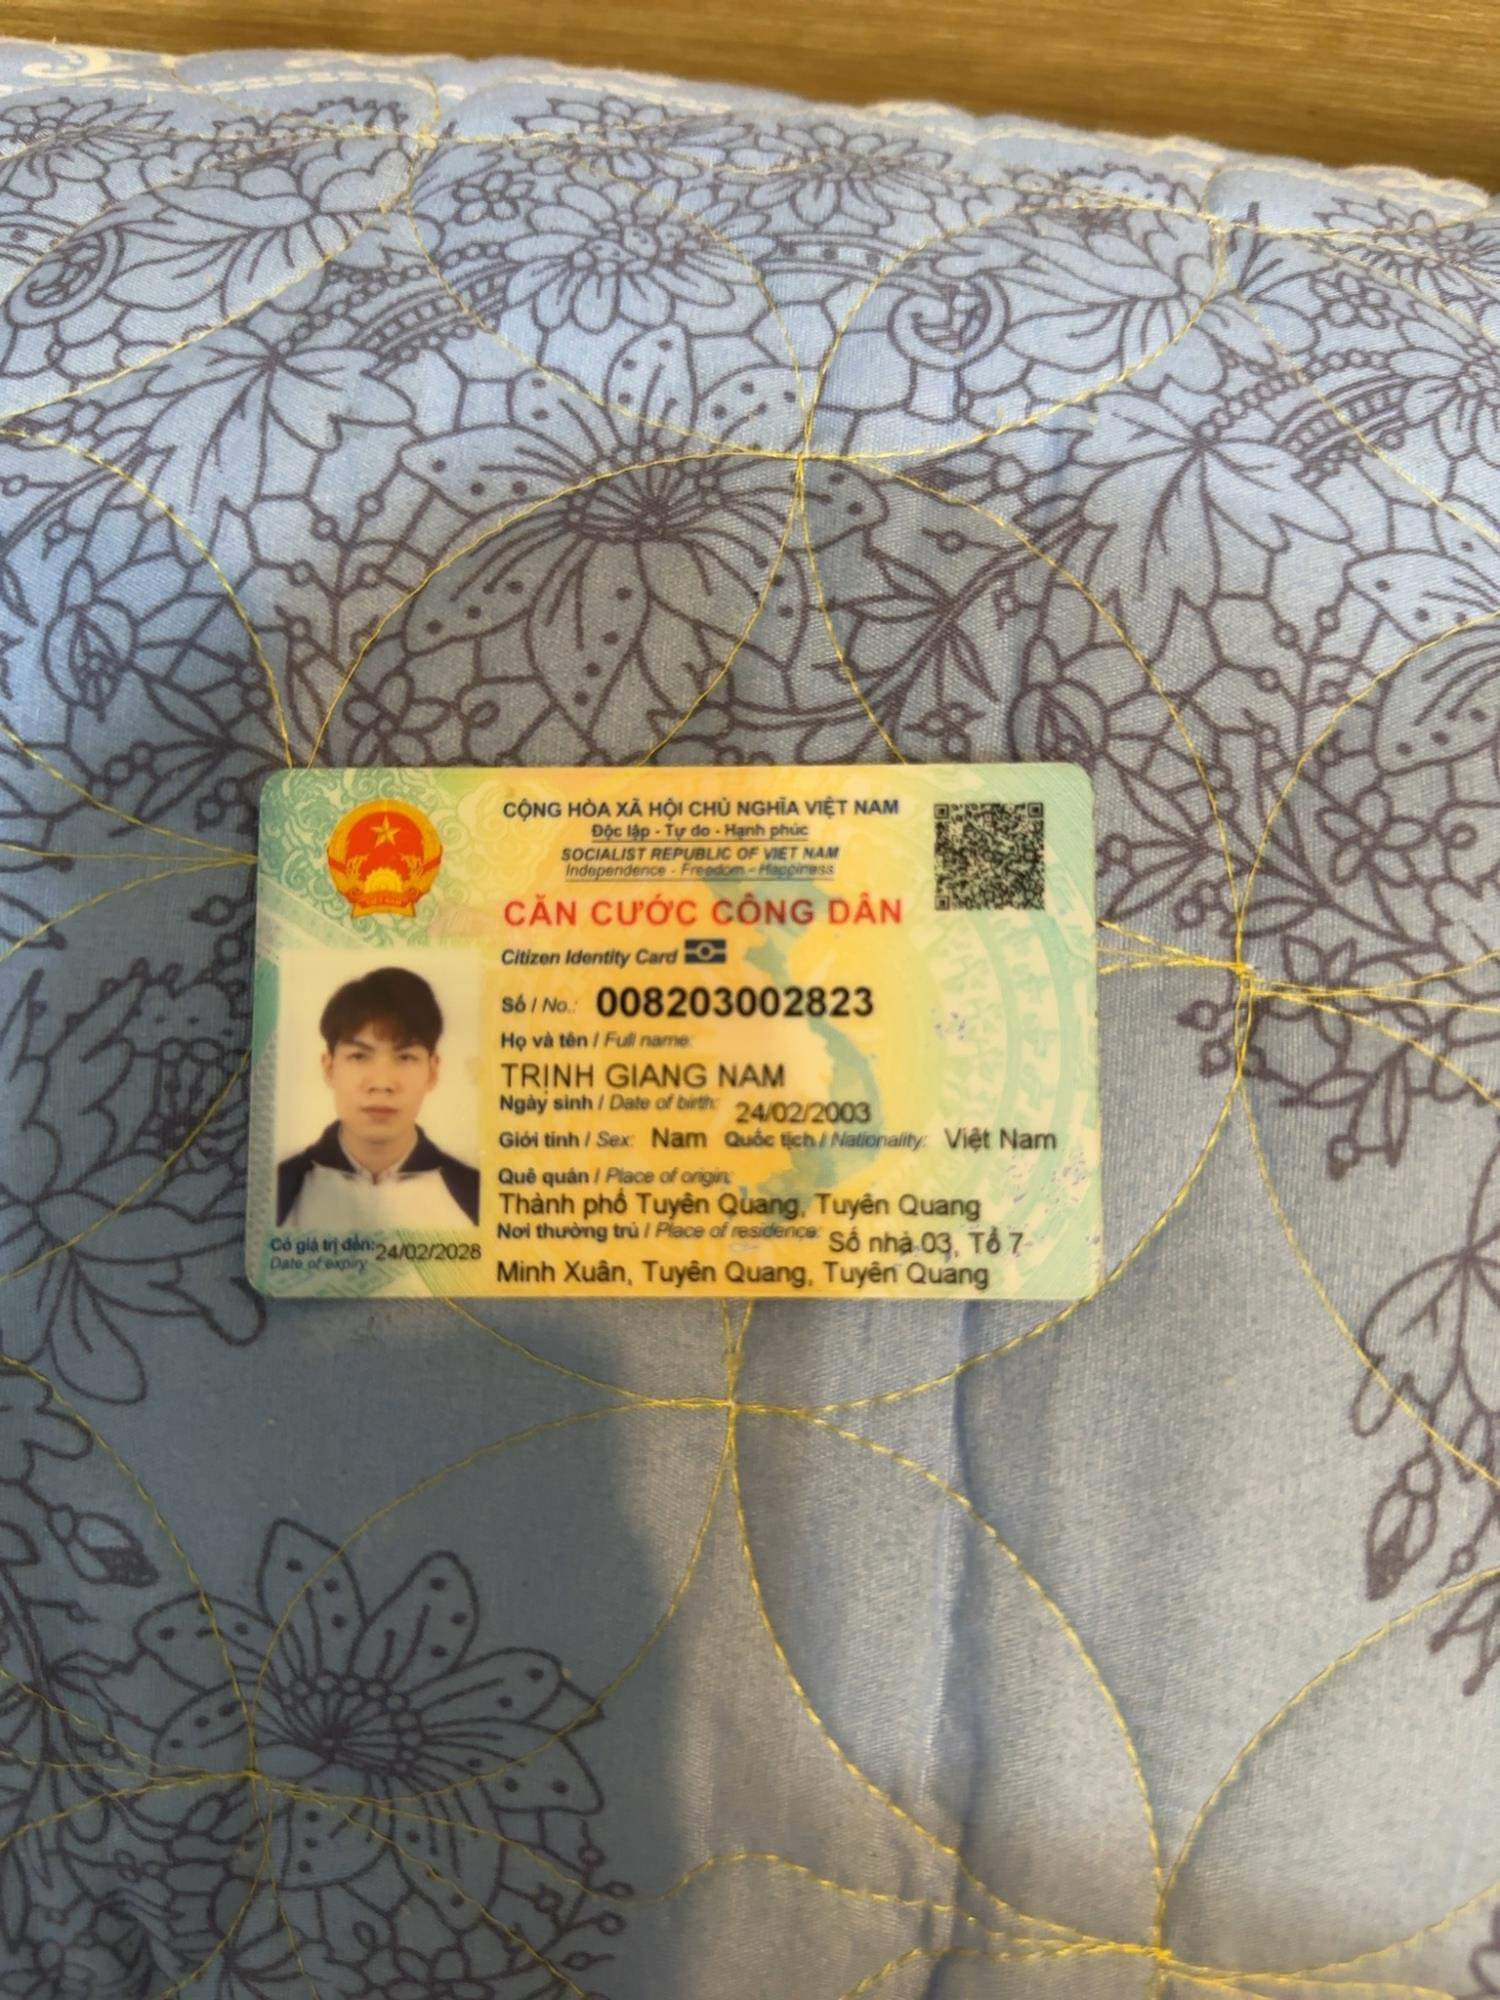 CỘNG HÒA XÃ HỘI CHỦ NGHĨA VIỆT NAM
Độc lập - Tự do - Hạnh phúc
SOCIALIST REPUBLIC OF VIET NAM
Independence - Freedom - Happiness
CĂN CƯỚC CÔNG DÂN
Citizen Identity Card
Số / No.: 008203002823
Họ và tên / Full name:
TRỊNH GIANG NAM
Ngày sinh / Date of birth: 24/02/2003
Giới tính / Sex: Nam Quốc tịch / Nationality: Việt Nam
Quê quán / Place of origin:
Thành phố Tuyên Quang, Tuyên Quang
Nơi thường trú / Place of residence: Số nhà 03, Tổ 7
Minh Xuân, Tuyên Quang, Tuyên Quang
Có giá trị đến: 24/02/2028
Date of expiry